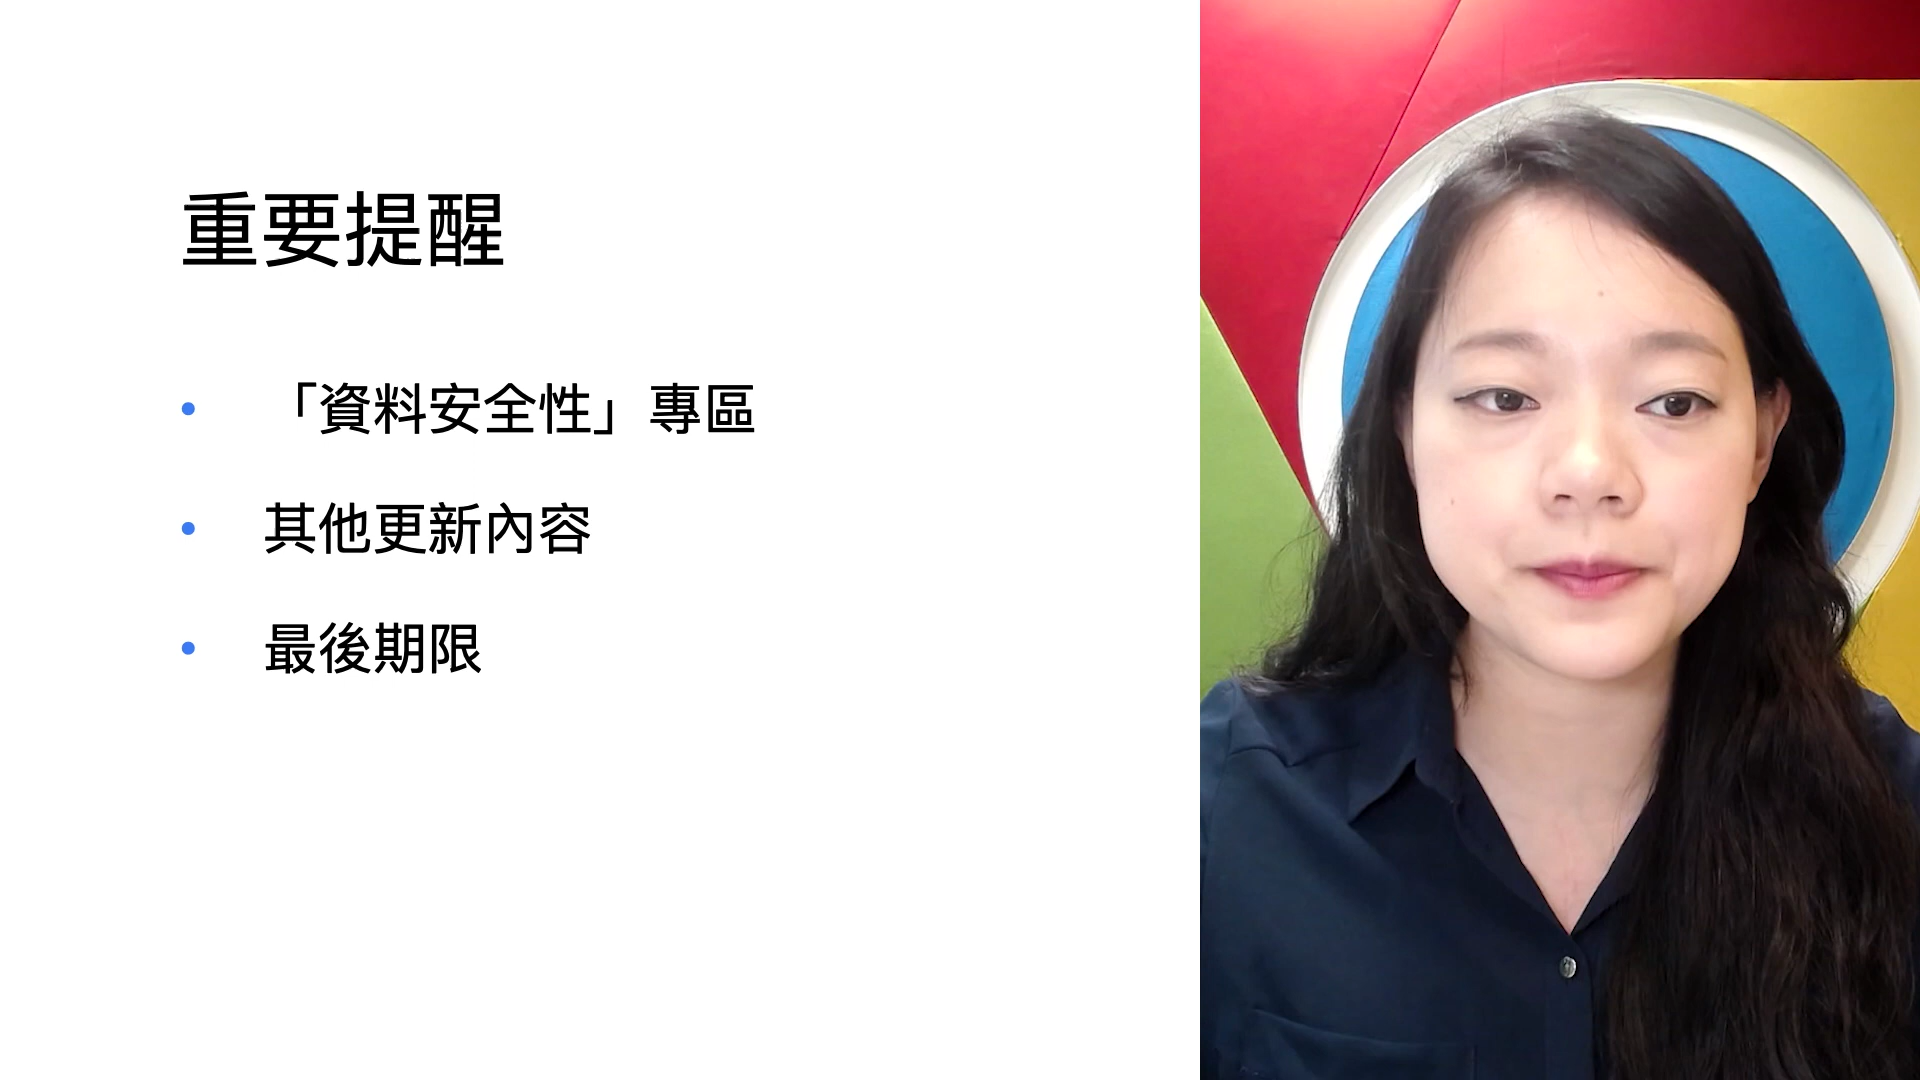 重要提醒
「資料安全性」專區
其他更新內容
最後期限